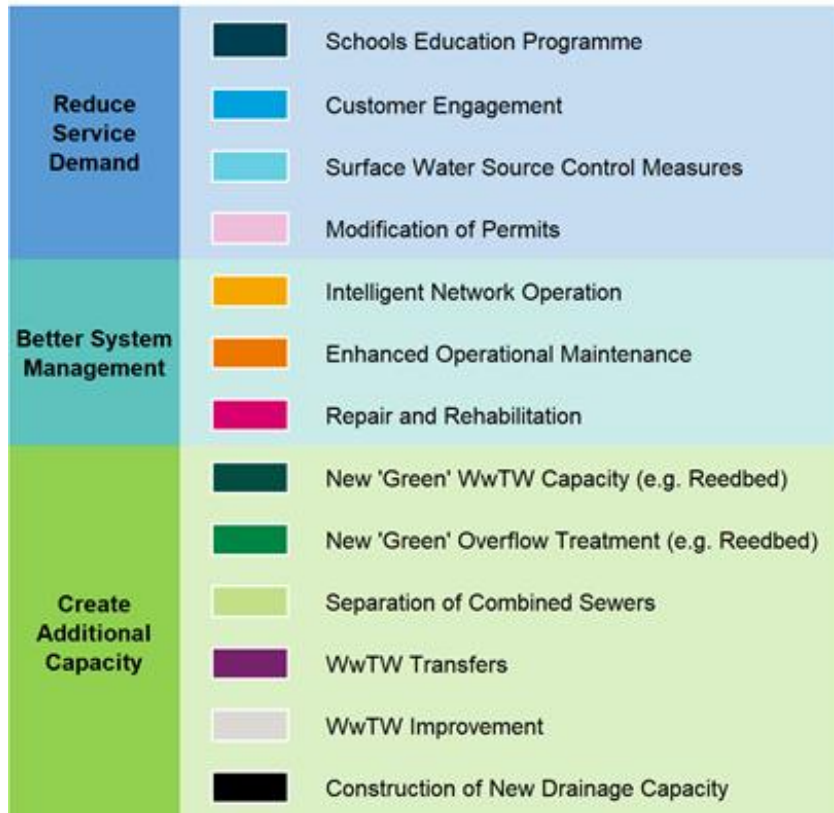 Reduce
Service
Demand
Schools Education Programme
Customer Engagement
Surface Water Source Control Measures
Modification of Permits
Better System
Management
Intelligent Network Operation
Enhanced Operational Maintenance
Repair and Rehabilitation
Create
Additional
Capacity
New 'Green' WwTW Capacity (e.g. Reedbed)
New 'Green' Overflow Treatment (e.g. Reedbed)
Separation of Combined Sewers
WwTW Transfers
WwTW Improvement
Construction of New Drainage Capacity